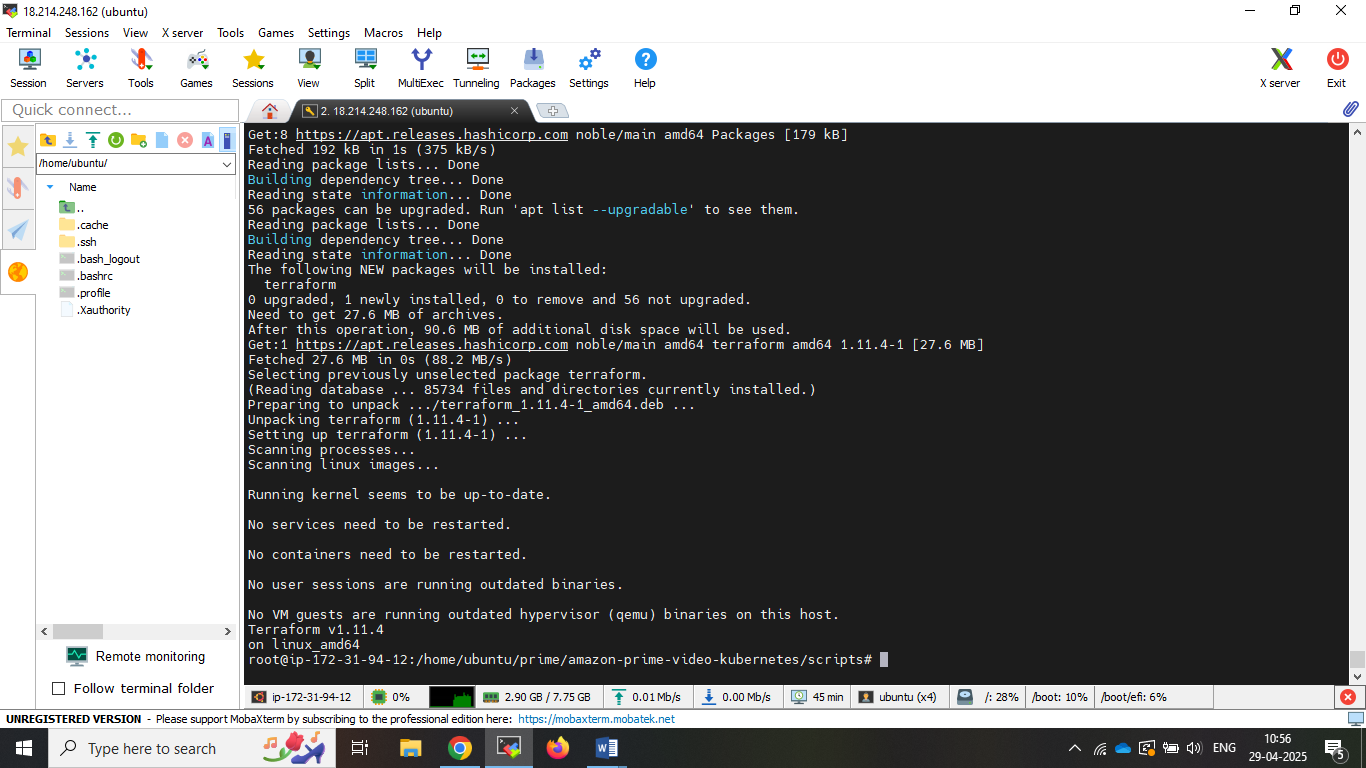 18.214.248.162 (ubuntu)
Terminal Sessions View X server Tools Games Settings Macros Help
Session Servers Tools Games Sessions View Split MultiExec Tunneling Packages Settings Help X server Exit
Quick connect...
2. 18.214.248.162 (ubuntu)
/home/ubuntu/
Name
..
.cache
.ssh
.bash_logout
.bashrc
.profile
.Xauthority
Remote monitoring
Follow terminal folder
Get:8 https://apt.releases.hashicorp.com noble/main amd64 Packages [179 kB]
Fetched 192 kB in 1s (375 kB/s)
Reading package lists... Done
Building dependency tree... Done
Reading state information... Done
56 packages can be upgraded. Run 'apt list --upgradable' to see them.
Reading package lists... Done
Building dependency tree... Done
Reading state information... Done
The following NEW packages will be installed:
terraform
0 upgraded, 1 newly installed, 0 to remove and 56 not upgraded.
Need to get 27.6 MB of archives.
After this operation, 90.6 MB of additional disk space will be used.
Get:1 https://apt.releases.hashicorp.com noble/main amd64 terraform amd64 1.11.4-1 [27.6 MB]
Fetched 27.6 MB in 0s (88.2 MB/s)
Selecting previously unselected package terraform.
(Reading database ... 85734 files and directories currently installed.)
Preparing to unpack .../terraform_1.11.4-1_amd64.deb ...
Unpacking terraform (1.11.4-1) ...
Setting up terraform (1.11.4-1) ...
Scanning processes...
Scanning linux images...
Running kernel seems to be up-to-date.
No services need to be restarted.
No containers need to be restarted.
No user sessions are running outdated binaries.
No VM guests are running outdated hypervisor (qemu) binaries on this host.
Terraform v1.11.4
on linux_amd64
root@ip-172-31-94-12:/home/ubuntu/prime/amazon-prime-video-kubernetes/scripts#
ip-172-31-94-12 0% 2.90 GB / 7.75 GB 0.01 Mb/s 0.00 Mb/s 45 min ubuntu (x4) /: 28% /boot: 10% /boot/efi: 6%
UNREGISTERED VERSION - Please support MobaXterm by subscribing to the professional edition here: https://mobaxterm.mobatek.net
Type here to search
ENG
10:56
29-04-2025
5